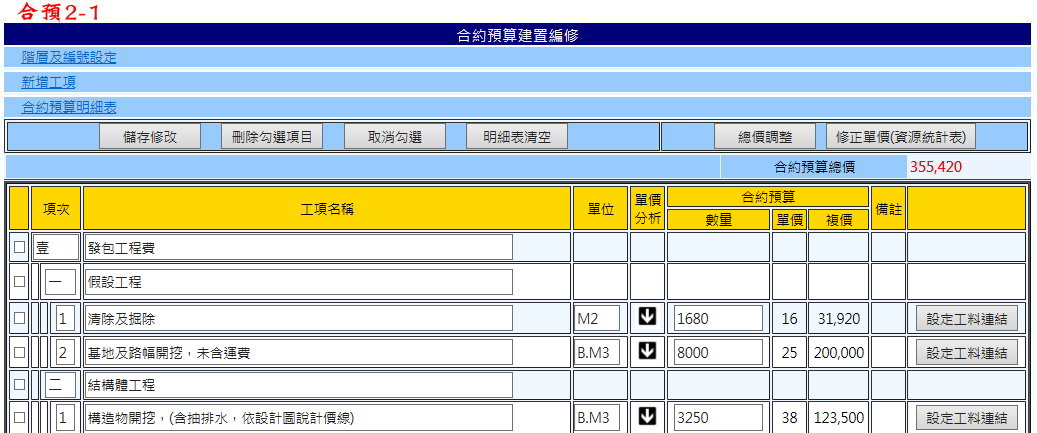 合預2-1
合約預算建置編修
階層及編號設定
新增工項
合約預算明細表
儲存修改 刪除勾選項目 取消勾選 明細表清空 總價調整 修正單價(資源統計表)
合約預算總價 355,420
項次 工項名稱 單位 單價分析 合約預算 備註
數量 單價 複價
壹 發包工程費
一 假設工程
1 清除及掘除 M2 1680 16 31,920 設定工料連結
2 基地及路幅開挖，未含運費 B.M3 8000 25 200,000 設定工料連結
二 結構體工程
1 構造物開挖，(含抽排水，依設計圖說計價線) B.M3 3250 38 123,500 設定工料連結